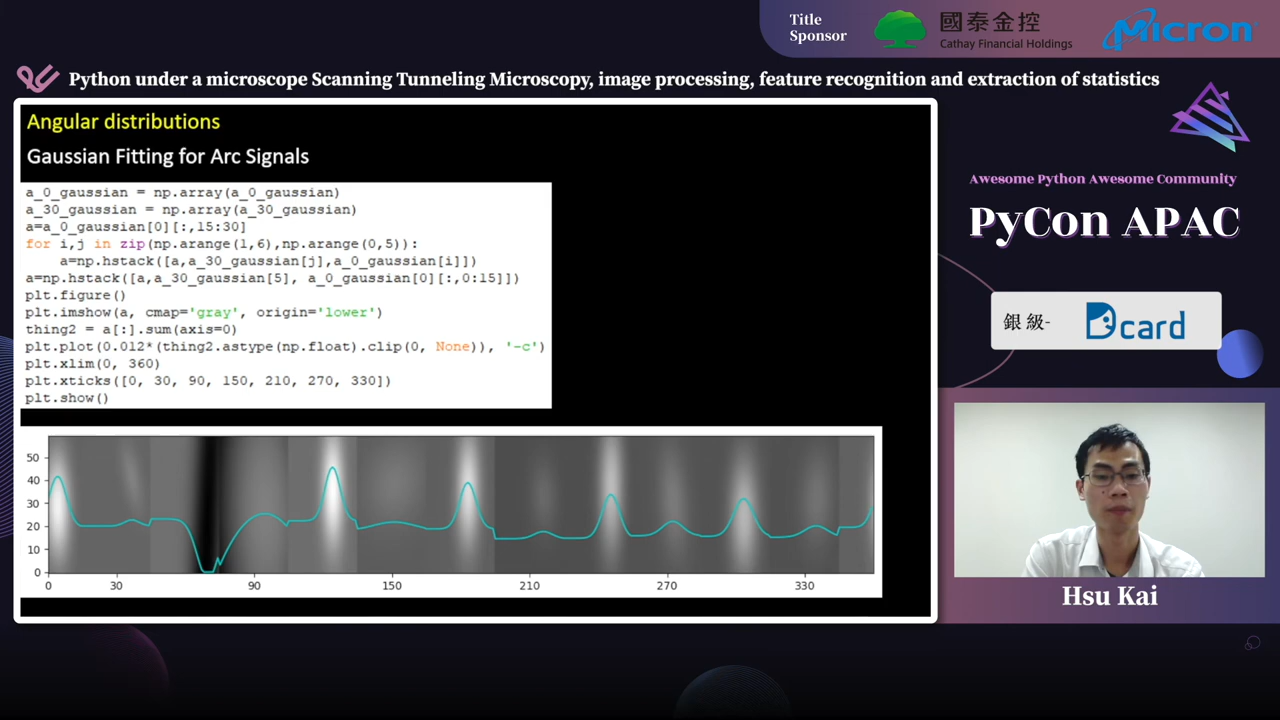 Title
Sponsor
國泰金控
Cathay Financial Holdings
Micron
Python under a microscope Scanning Tunneling Microscopy, image processing, feature recognition and extraction of statistics
Angular distributions
Gaussian Fitting for Arc Signals
a_0_gaussian = np.array(a_0_gaussian)
a_30_gaussian = np.array(a_30_gaussian)
a=a_0_gaussian[0][:,15:30]
for i,j in zip(np.arange(1,6),np.arange(0,5)):
    a=np.hstack([a,a_30_gaussian[j],a_0_gaussian[i]])
a=np.hstack([a,a_30_gaussian[5], a_0_gaussian[0][:,0:15]])
plt.figure()
plt.imshow(a, cmap='gray', origin='lower')
thing2 = a[:].sum(axis=0)
plt.plot(0.012*(thing2.astype(np.float).clip(0, None)), '-c')
plt.xlim(0, 360)
plt.xticks([0, 30, 90, 150, 210, 270, 330])
plt.show()
50
40
30
20
10
0
0 30 90 150 210 270 330
Awesome Python Awesome Community
PyCon APAC
銀級-
Dcard
Hsu Kai